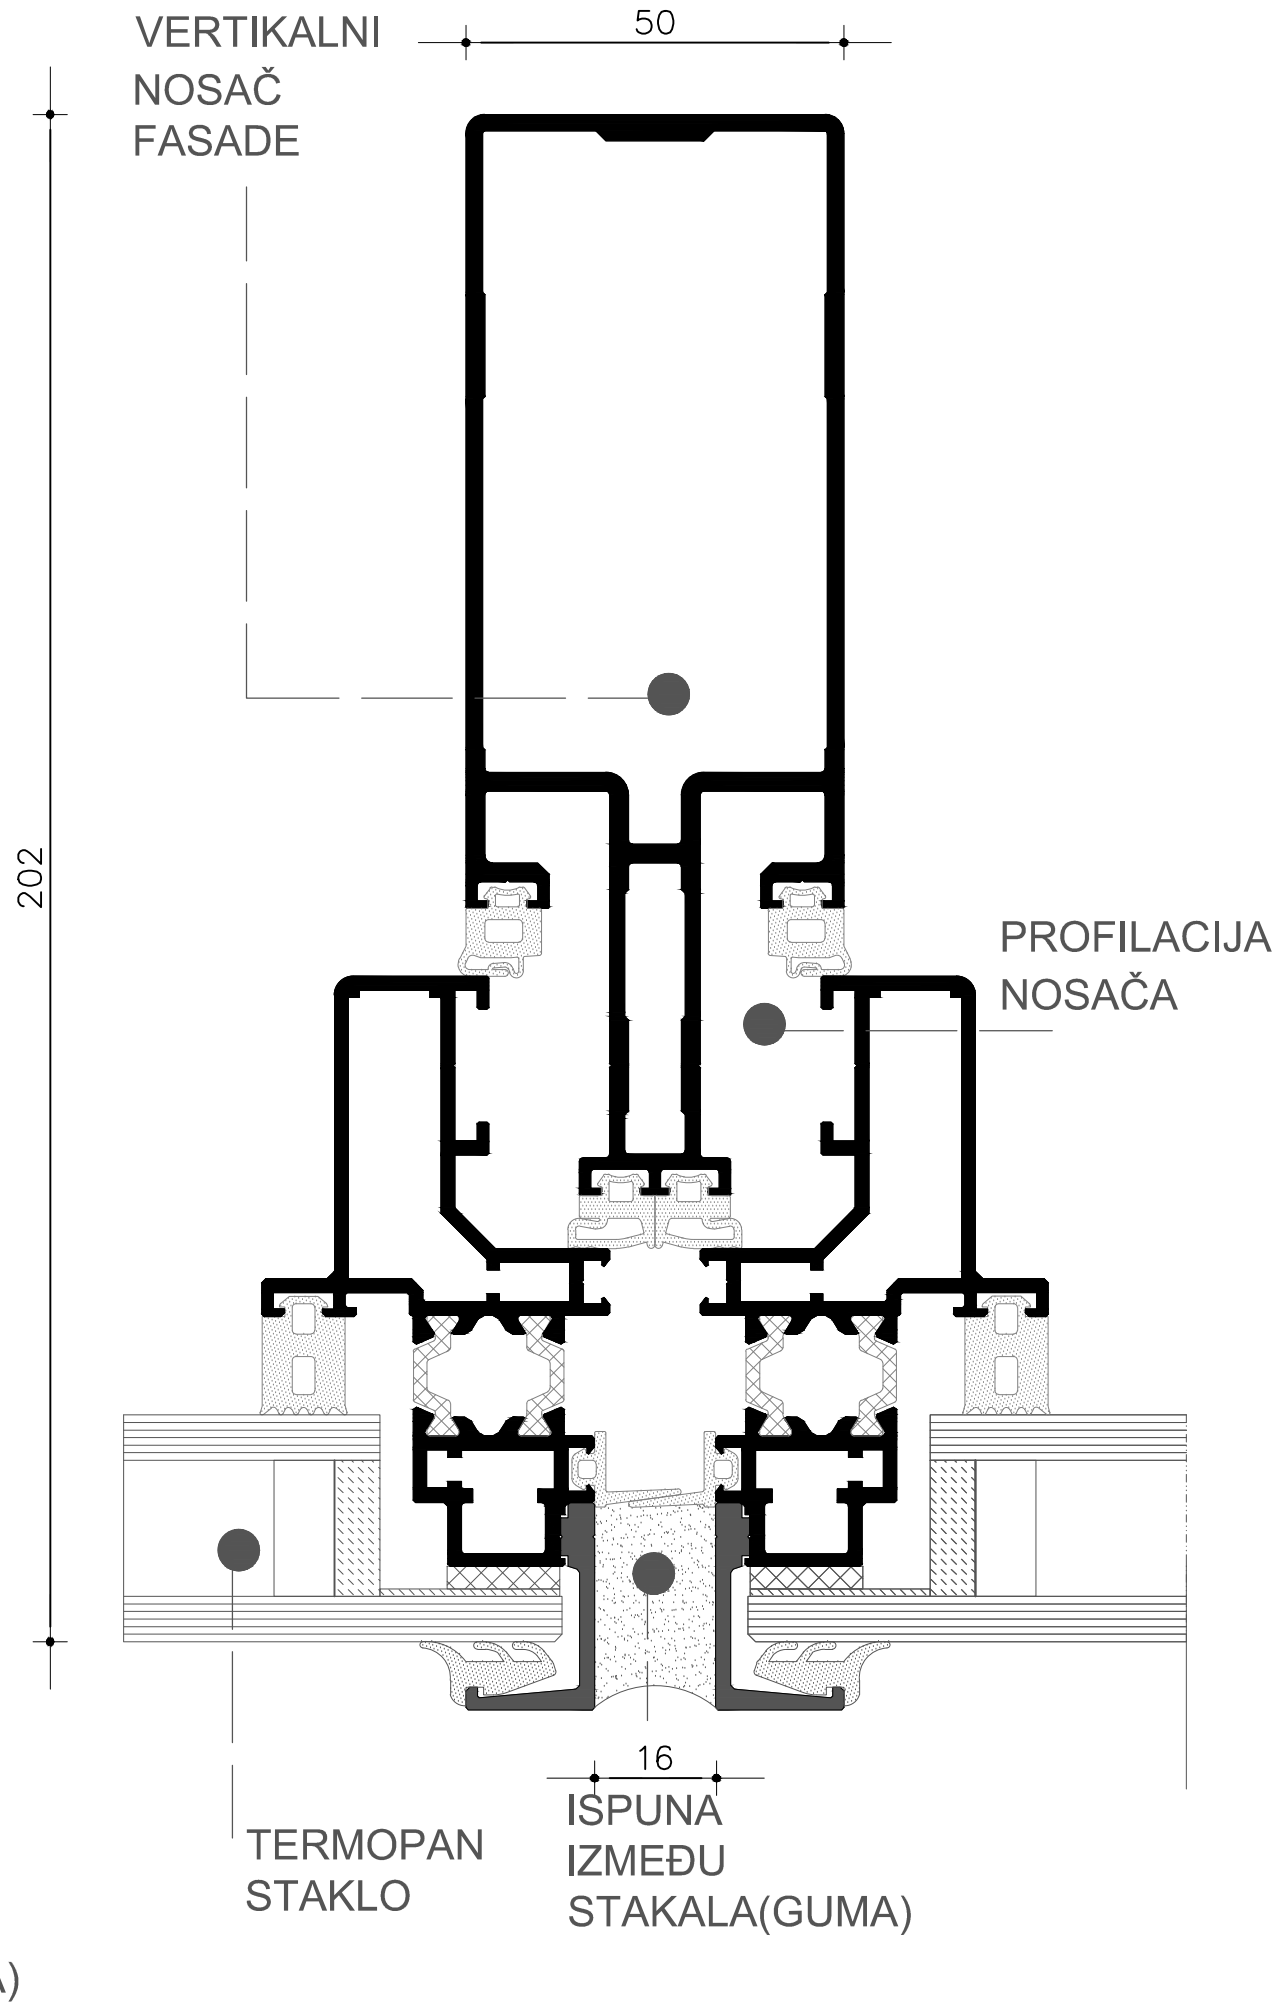 VERTIKALNI
NOSAČ
FASADE
50
202
PROFILACIJA
NOSAČA
16
TERMOPAN
STAKLO
ISPUNA
IZMEĐU
STAKALA(GUMA)
A)